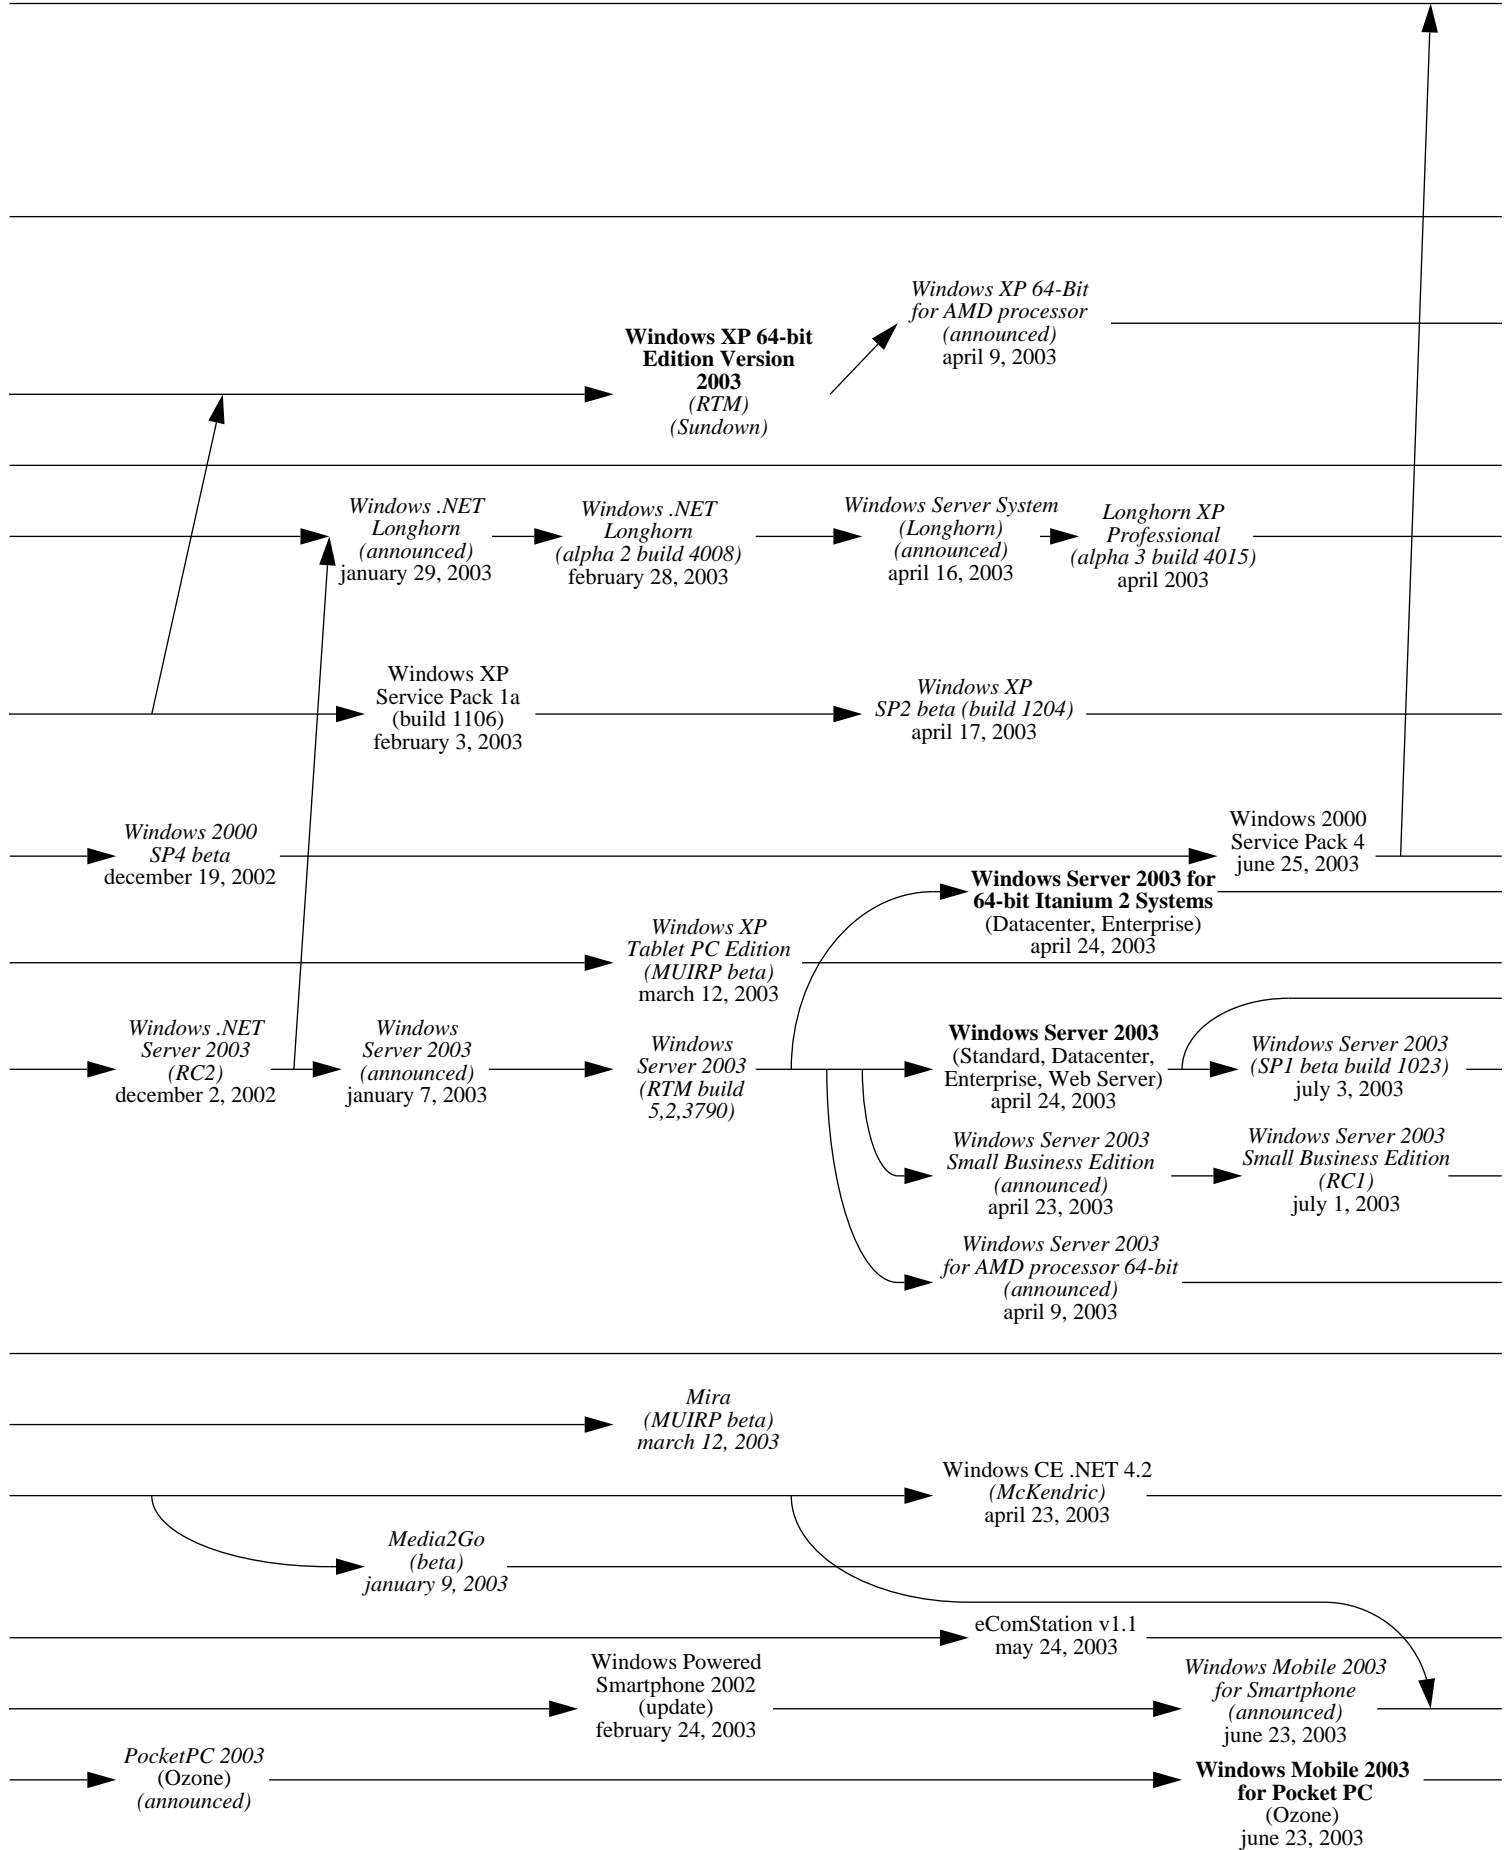 Windows XP 64-Bit
for AMD processor
(announced)
april 9, 2003
Windows XP 64-bit
Edition Version
2003
(RTM)
(Sundown)
Windows .NET
Longhorn
(announced)
january 29, 2003
Windows .NET
Longhorn
(alpha 2 build 4008)
february 28, 2003
Windows Server System
(Longhorn)
(announced)
april 16, 2003
Longhorn XP
Professional
(alpha 3 build 4015)
april 2003
Windows XP
Service Pack 1a
(build 1106)
february 3, 2003
Windows XP
SP2 beta (build 1204)
april 17, 2003
Windows 2000
SP4 beta
december 19, 2002
Windows 2000
Service Pack 4
june 25, 2003
Windows Server 2003 for
64-bit Itanium 2 Systems
(Datacenter, Enterprise)
april 24, 2003
Windows XP
Tablet PC Edition
(MUIRP beta)
march 12, 2003
Windows .NET
Server 2003
(RC2)
december 2, 2002
Windows
Server 2003
(announced)
january 7, 2003
Windows
Server 2003
(RTM build
5,2,3790)
Windows Server 2003
(Standard, Datacenter,
Enterprise, Web Server)
april 24, 2003
Windows Server 2003
(SP1 beta build 1023)
july 3, 2003
Windows Server 2003
Small Business Edition
(announced)
april 23, 2003
Windows Server 2003
Small Business Edition
(RC1)
july 1, 2003
Windows Server 2003
for AMD processor 64-bit
(announced)
april 9, 2003
Mira
(MUIRP beta)
march 12, 2003
Windows CE .NET 4.2
(McKendric)
april 23, 2003
Media2Go
(beta)
january 9, 2003
eComStation v1.1
may 24, 2003
Windows Powered
Smartphone 2002
(update)
february 24, 2003
Windows Mobile 2003
for Smartphone
(announced)
june 23, 2003
PocketPC 2003
(Ozone)
(announced)
Windows Mobile 2003
for Pocket PC
(Ozone)
june 23, 2003